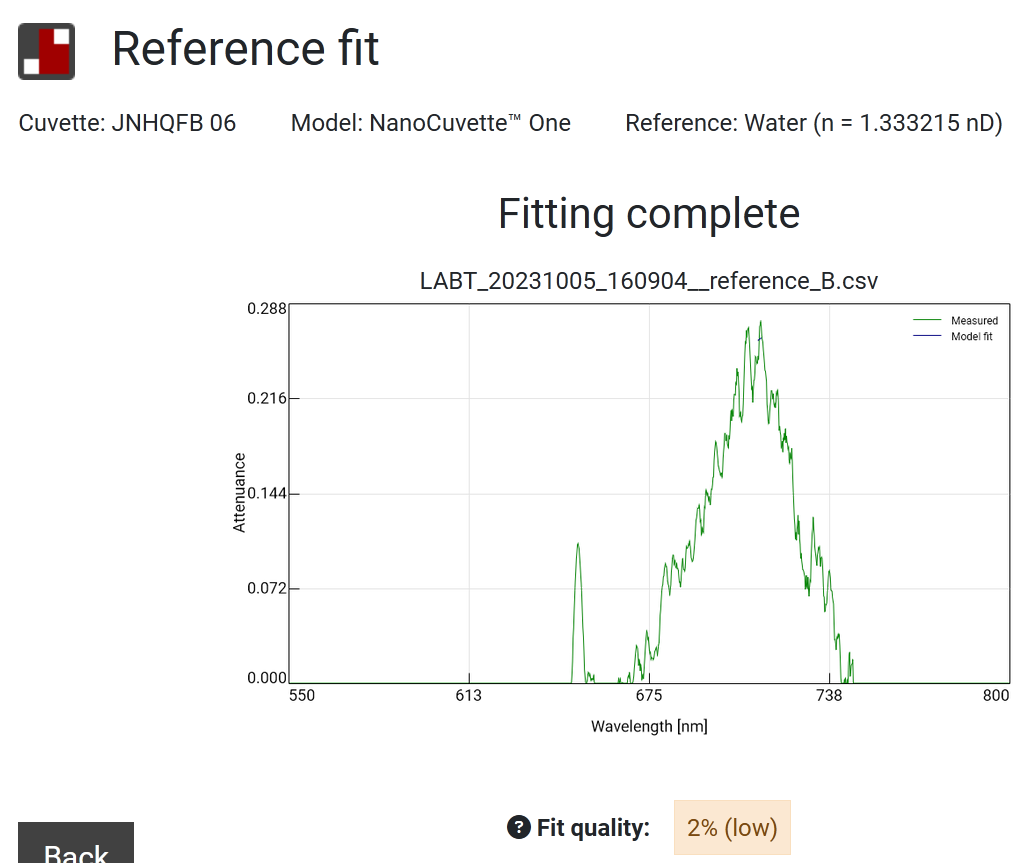 Reference fit
Cuvette: JNHQFB 06 Model: NanoCuvette™ One Reference: Water (n = 1.333215 nD)
Fitting complete
LABT_20231005_160904__reference_B.csv
0.288
0.216
0.144
0.072
0.000
Attenuance
Measured
Model fit
550 613 675 738 800
Wavelength [nm]
? Fit quality: 2% (low)
Back